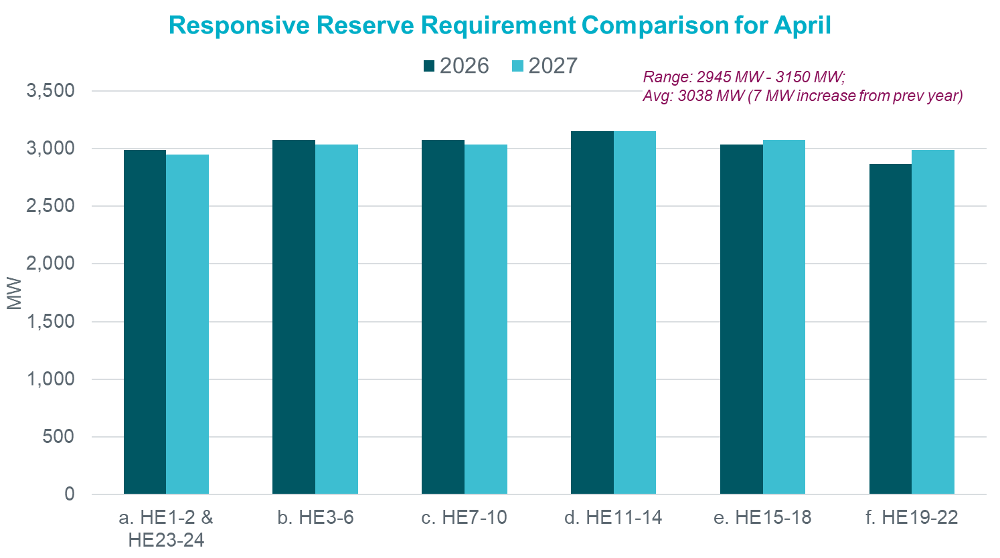 Responsive Reserve Requirement Comparison for April
2026 2027
Range: 2945 MW - 3150 MW;
Avg: 3038 MW (7 MW increase from prev year)
3,500
3,000
2,500
2,000
1,500
1,000
500
0
MW
a. HE1-2 &
HE23-24
b. HE3-6
c. HE7-10
d. HE11-14
e. HE15-18
f. HE19-22